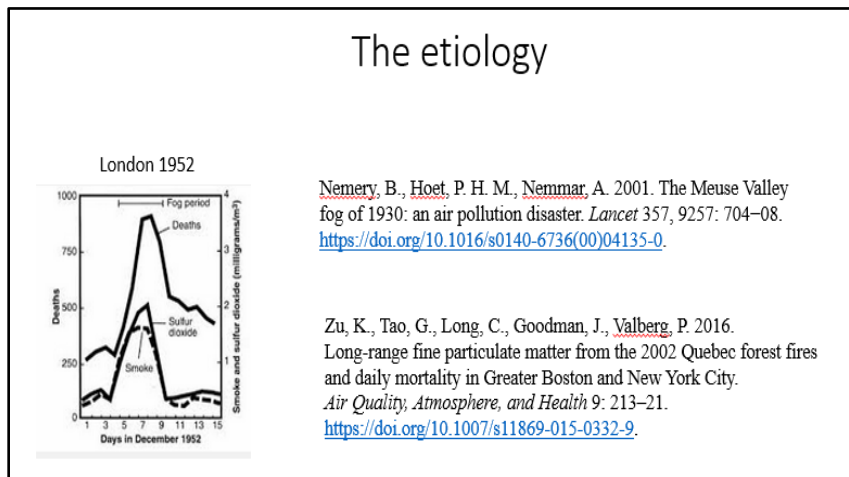 The etiology
London 1952
1000
750
500
250
0
Deaths
4
3
2
1
Smoke and sulfur dioxide (milligrams/m³)
Fog period
Deaths
Sulfur
dioxide
Smoke
1 3 5 7 9 11 13 15
Days in December 1952
Nemery, B., Hoet, P. H. M., Nemmar, A. 2001. The Meuse Valley
fog of 1930: an air pollution disaster. Lancet 357, 9257: 704–08.
https://doi.org/10.1016/s0140-6736(00)04135-0.
Zu, K., Tao, G., Long, C., Goodman, J., Valberg, P. 2016.
Long-range fine particulate matter from the 2002 Quebec forest fires
and daily mortality in Greater Boston and New York City.
Air Quality, Atmosphere, and Health 9: 213–21.
https://doi.org/10.1007/s11869-015-0332-9.